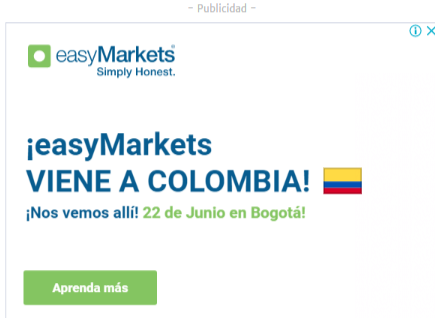 - Publicidad -
easyMarkets
Simply Honest.
¡easyMarkets
VIENE A COLOMBIA!
¡Nos vemos allí! 22 de Junio en Bogotá!
Aprenda más